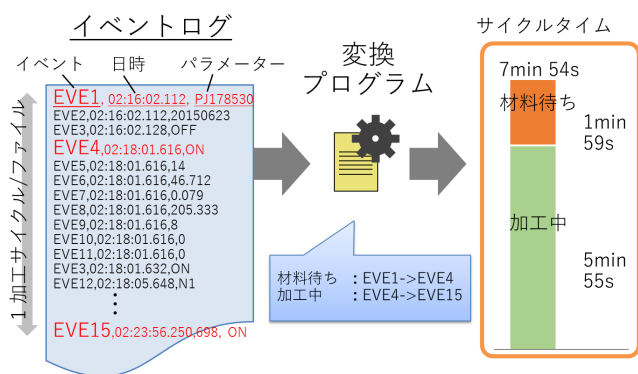 イベントログ
イベント 日時 パラメーター
1加工サイクル/ファイル
EVE1, 02:16:02.112, PJ178530
EVE2,02:16:02.112,20150623
EVE3,02:16:02.128,OFF
EVE4,02:18:01.616,ON
EVE5,02:18:01.616,14
EVE6,02:18:01.616,46.712
EVE7,02:18:01.616,0.079
EVE8,02:18:01.616,205.333
EVE9,02:18:01.616,8
EVE10,02:18:01.616,0
EVE11,02:18:01.616,0
EVE3,02:18:01.632,ON
EVE12,02:18:05.648,N1
EVE15,02:23:56.250,698, ON
変換
プログラム
材料待ち :EVE1->EVE4
加工中 :EVE4->EVE15
サイクルタイム
7min 54s
材料待ち
1min
59s
加工中
5min
55s